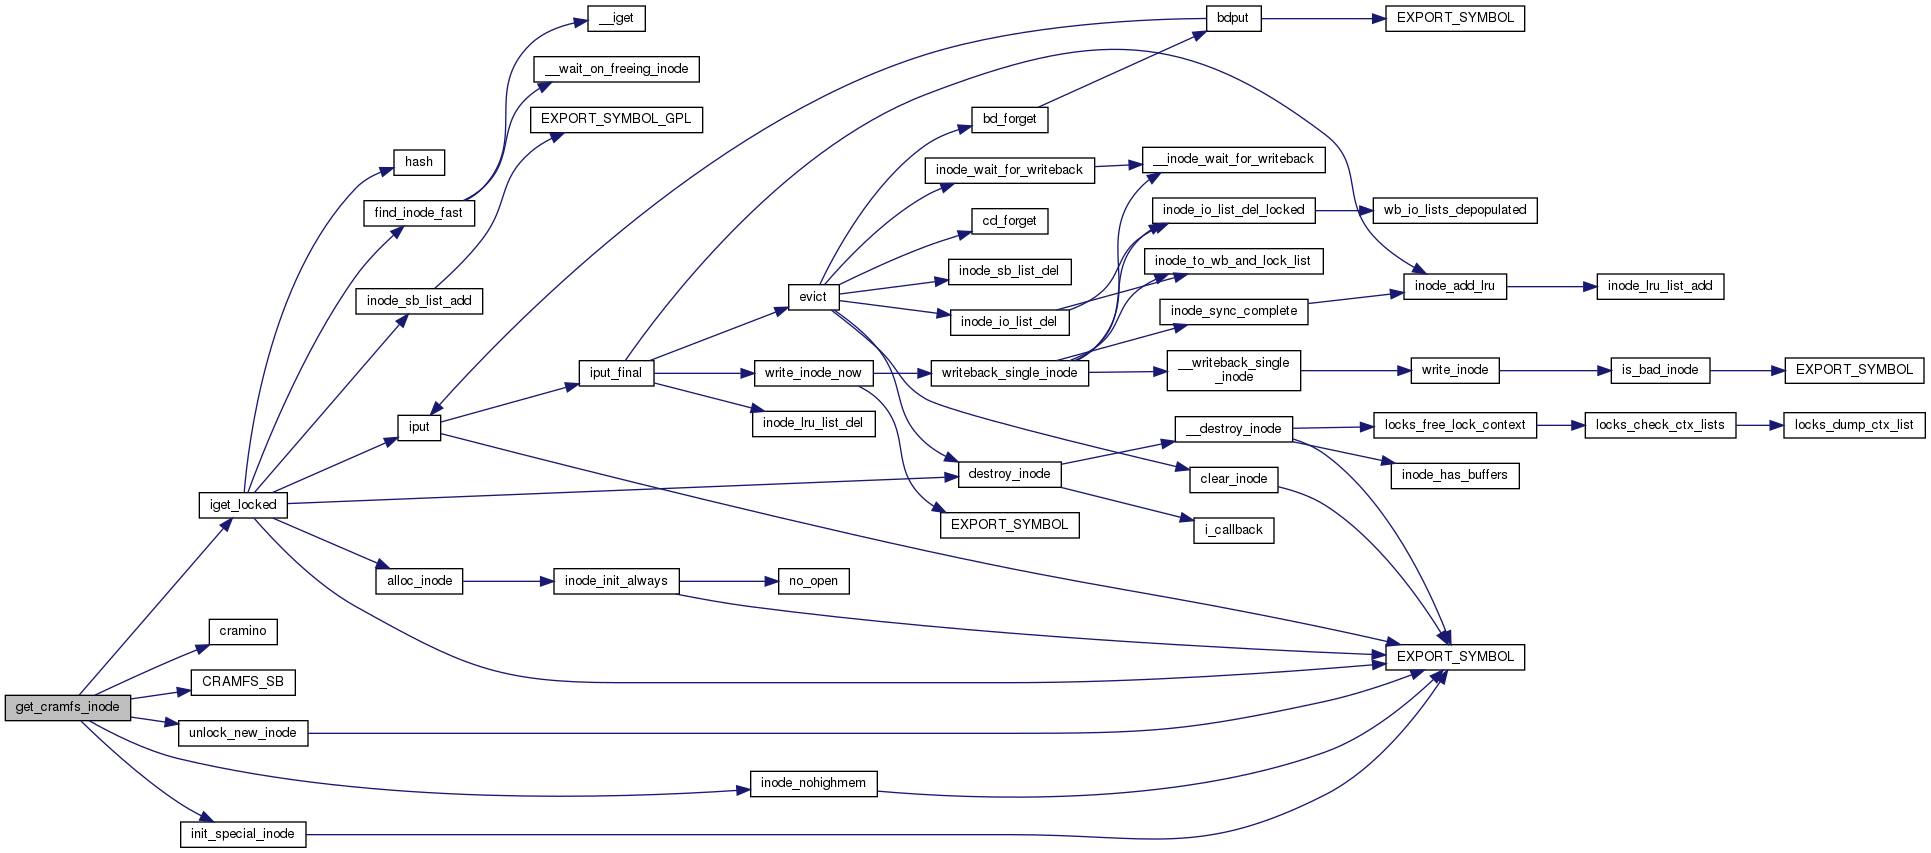 __iget
bdput
EXPORT_SYMBOL
__wait_on_freeing_inode
EXPORT_SYMBOL_GPL
bd_forget
hash
inode_wait_for_writeback
__inode_wait_for_writeback
find_inode_fast
cd_forget
inode_io_list_del_locked
wb_io_lists_depopulated
inode_sb_list_del
inode_to_wb_and_lock_list
inode_sb_list_add
evict
inode_add_lru
inode_lru_list_add
inode_io_list_del
inode_sync_complete
iput_final
write_inode_now
writeback_single_inode
__writeback_single
_inode
write_inode
is_bad_inode
EXPORT_SYMBOL
iput
inode_lru_list_del
__destroy_inode
locks_free_lock_context
locks_check_ctx_lists
locks_dump_ctx_list
destroy_inode
clear_inode
inode_has_buffers
iget_locked
EXPORT_SYMBOL
i_callback
alloc_inode
inode_init_always
no_open
cramino
EXPORT_SYMBOL
CRAMFS_SB
get_cramfs_inode
unlock_new_inode
inode_nohighmem
init_special_inode